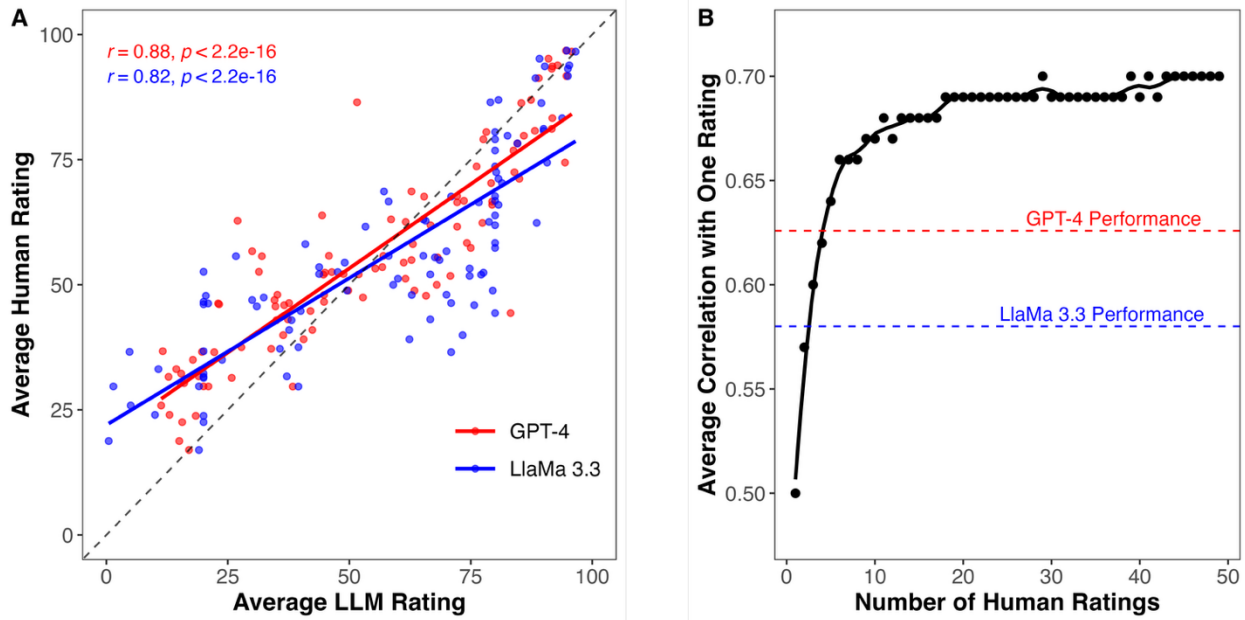 A
r = 0.88, p < 2.2e-16
r = 0.82, p < 2.2e-16
100
75
50
25
0
Average Human Rating
GPT-4
LlaMa 3.3
0 25 50 75 100
Average LLM Rating
B
0.70
0.65
0.60
0.55
0.50
Average Correlation with One Rating
GPT-4 Performance
LlaMa 3.3 Performance
0 10 20 30 40 50
Number of Human Ratings